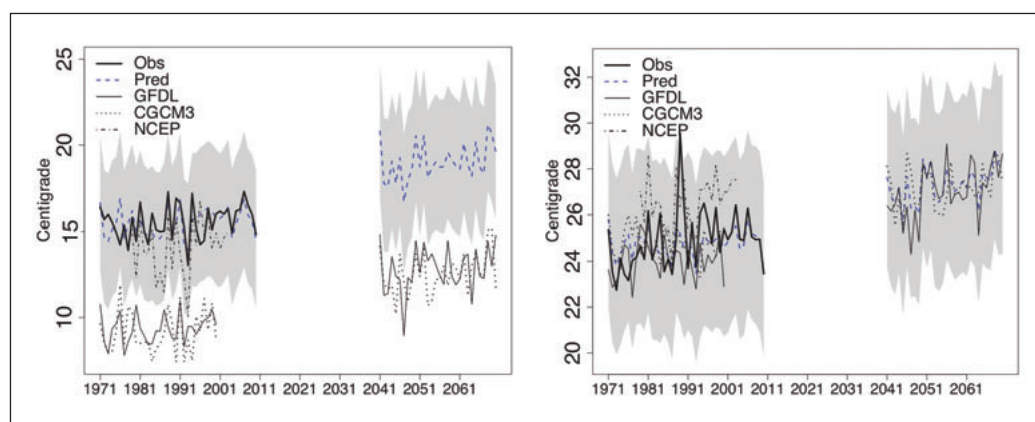 Centigrade
25
20
15
10
Obs
Pred
GFDL
CGCM3
NCEP
1971 1981 1991 2001 2011 2021 2031 2041 2051 2061
Centigrade
32
30
28
26
24
22
20
Obs
Pred
GFDL
CGCM3
NCEP
1971 1981 1991 2001 2011 2021 2031 2041 2051 2061